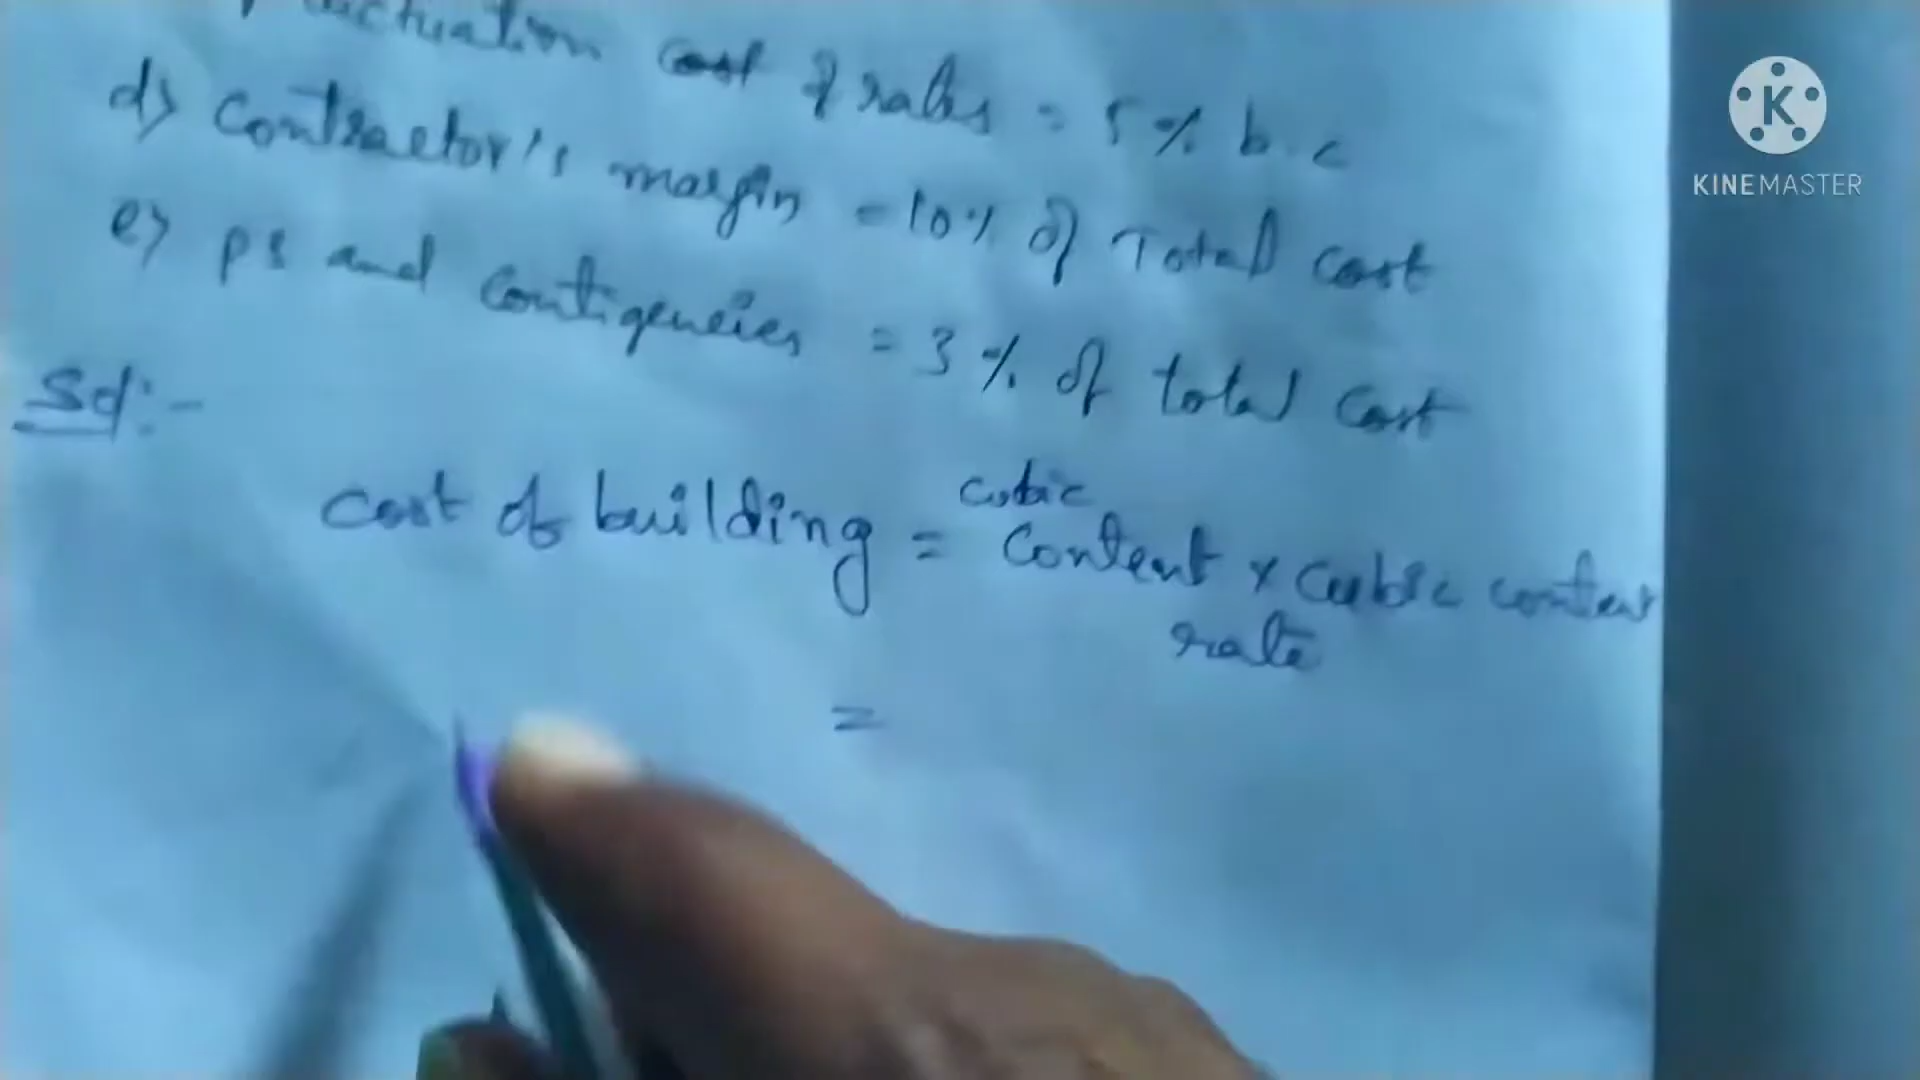 cost of rates = 5% b.c
d) Contractor's margin = 10% of Total cost
e) ps and contigencies = 3% of total cost
Sol:-
cost of building = cubic content x cubic content
rate
=
K
KINEMASTER